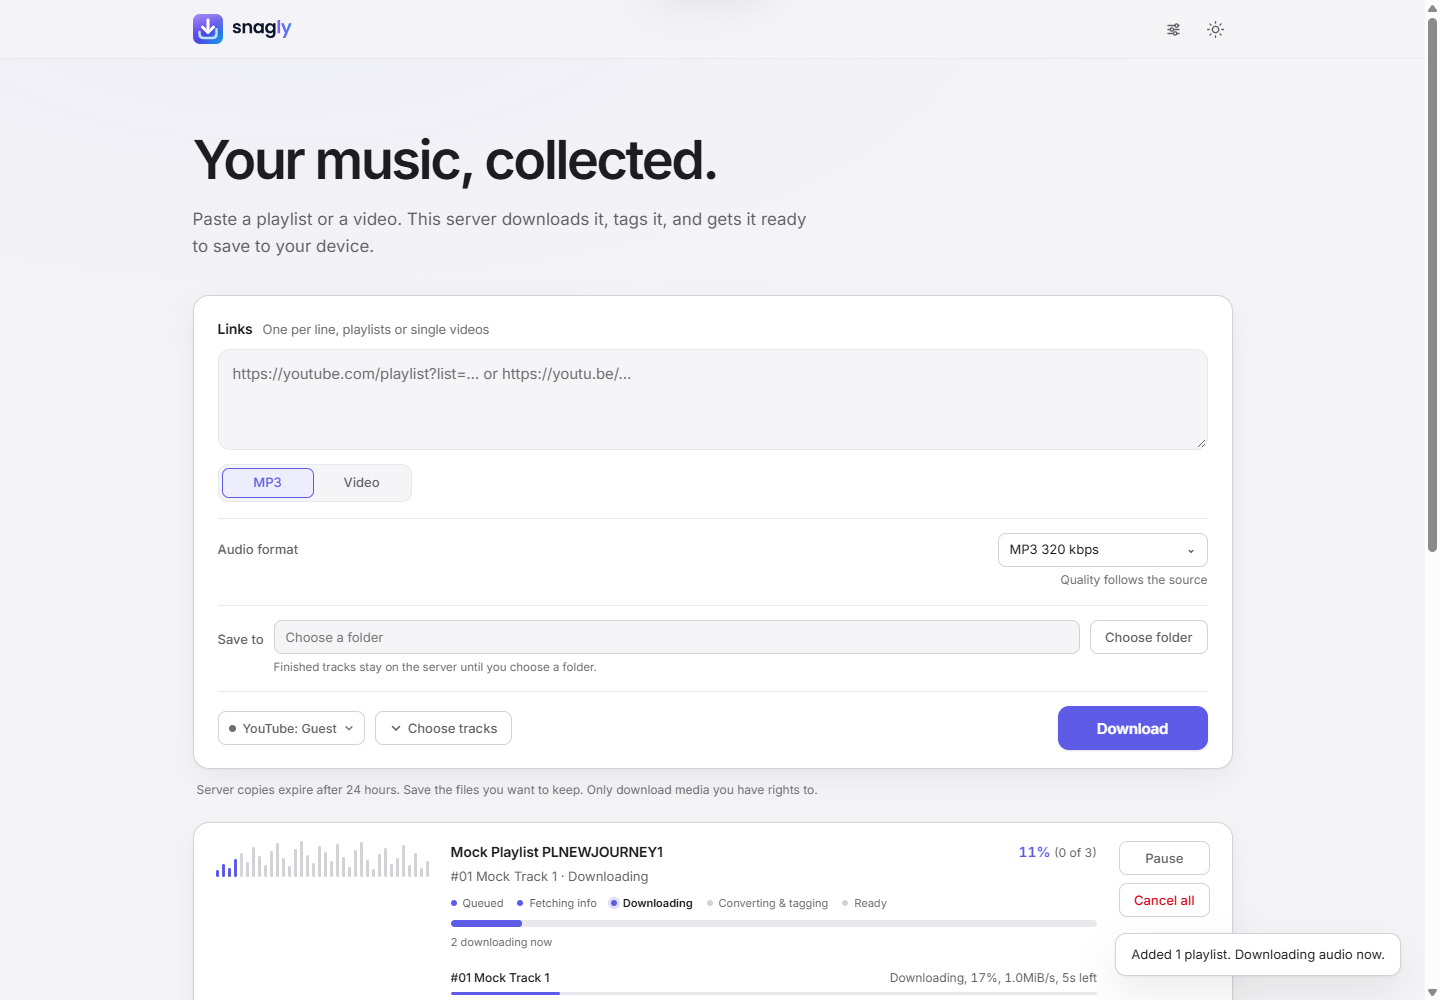 snagly
Your music, collected.
Paste a playlist or a video. This server downloads it, tags it, and gets it ready
to save to your device.
Links One per line, playlists or single videos
https://youtube.com/playlist?list=... or https://youtu.be/...
MP3 Video
Audio format MP3 320 kbps
Quality follows the source
Save to Choose a folder Choose folder
Finished tracks stay on the server until you choose a folder.
YouTube: Guest Choose tracks Download
Server copies expire after 24 hours. Save the files you want to keep. Only download media you have rights to.
Mock Playlist PLNEWJOURNEY1 11% (0 of 3) Pause
#01 Mock Track 1 · Downloading
Queued Fetching info Downloading Converting & tagging Ready Cancel all
2 downloading now
Added 1 playlist. Downloading audio now.
#01 Mock Track 1 Downloading, 17%, 1.0MiB/s, 5s left